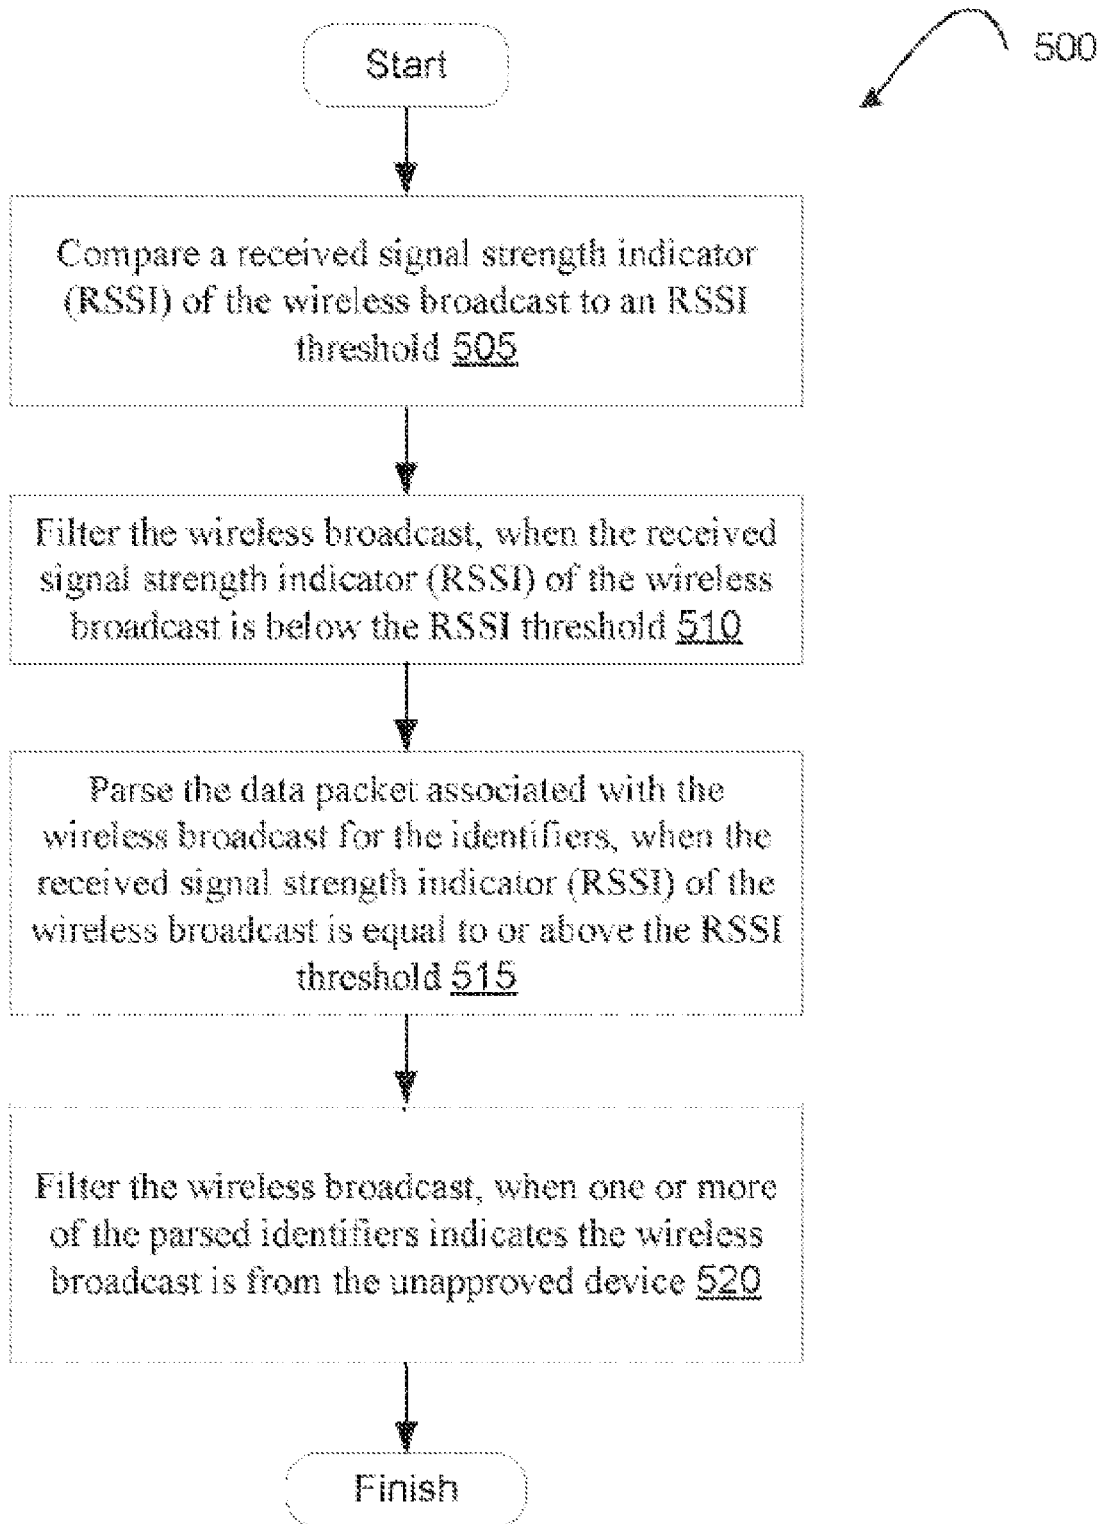 Start
500
Compare a received signal strength indicator
(RSSI) of the wireless broadcast to an RSSI
threshold 505
Filter the wireless broadcast, when the received
signal strength indicator (RSSI) of the wireless
broadcast is below the RSSI threshold 510
Parse the data packet associated with the
wireless broadcast for the identifiers, when the
received signal strength indicator (RSSI) of the
wireless broadcast is equal to or above the RSSI
threshold 515
Filter the wireless broadcast, when one or more
of the parsed identifiers indicates the wireless
broadcast is from the unapproved device 520
Finish